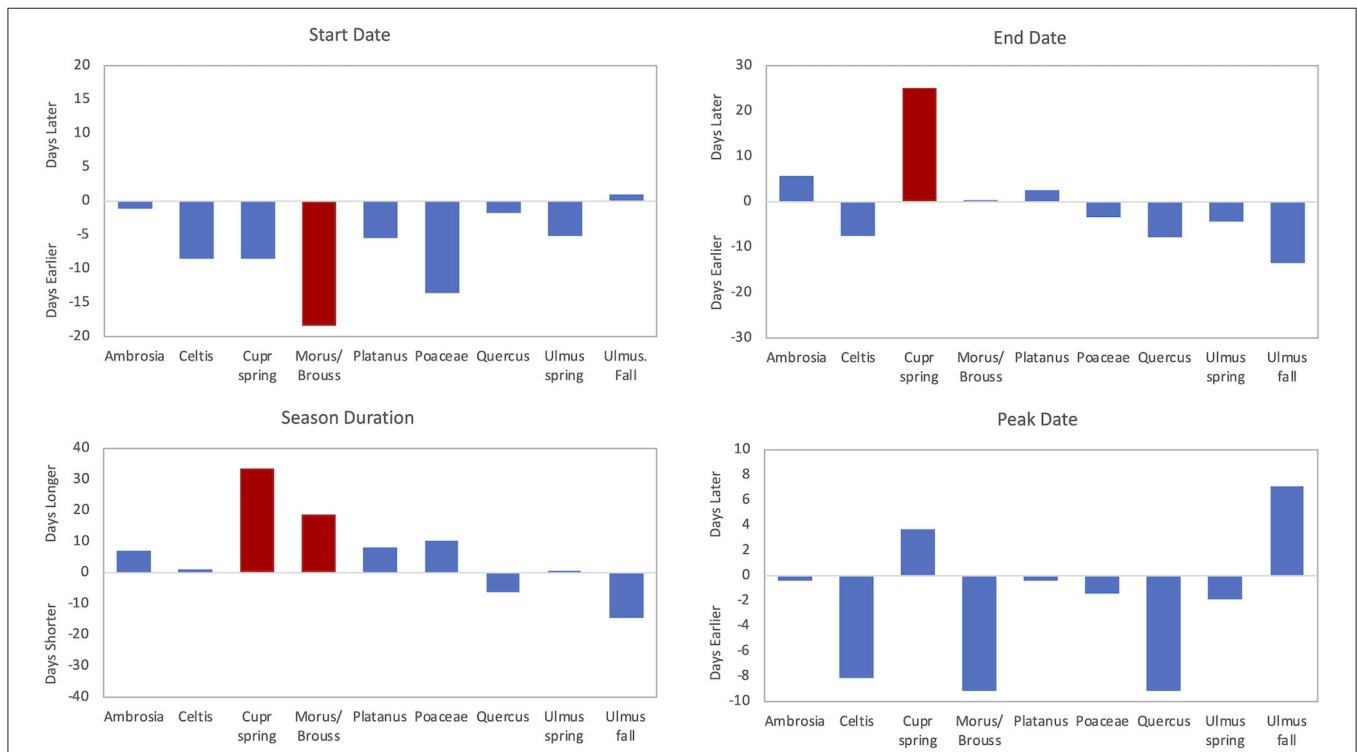 Start Date
20
15
10
5
0
-5
-10
-15
-20
Days Later
Days Earlier
Ambrosia Celtis Cupr Morus/ Platanus Poaceae Quercus Ulmus Ulmus.
spring Brouss spring Fall
End Date
30
20
10
0
-10
-20
-30
Days Later
Days Earlier
Ambrosia Celtis Cupr Morus/ Platanus Poaceae Quercus Ulmus Ulmus
spring Brouss spring fall
Season Duration
40
30
20
10
0
-10
-20
-30
-40
Days Longer
Days Shorter
Ambrosia Celtis Cupr Morus/ Platanus Poaceae Quercus Ulmus Ulmus
spring Brouss spring fall
Peak Date
10
8
6
4
2
0
-2
-4
-6
-8
-10
Days Later
Days Earlier
Ambrosia Celtis Cupr Morus/ Platanus Poaceae Quercus Ulmus Ulmus
spring Brouss spring fall